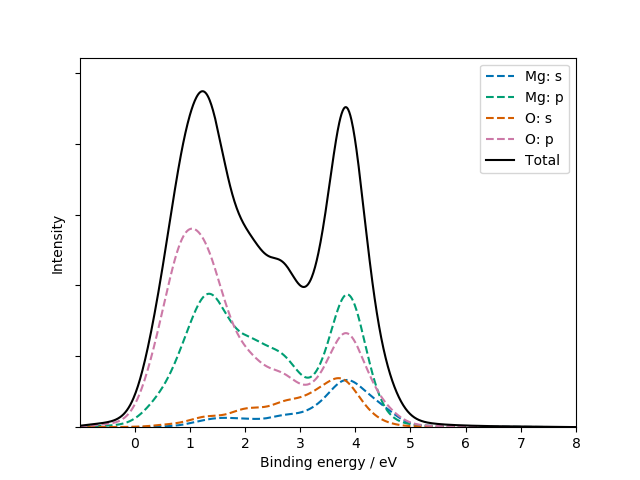 Mg: s
Mg: p
O: s
O: p
Total
Intensity
0 1 2 3 4 5 6 7 8
Binding energy / eV